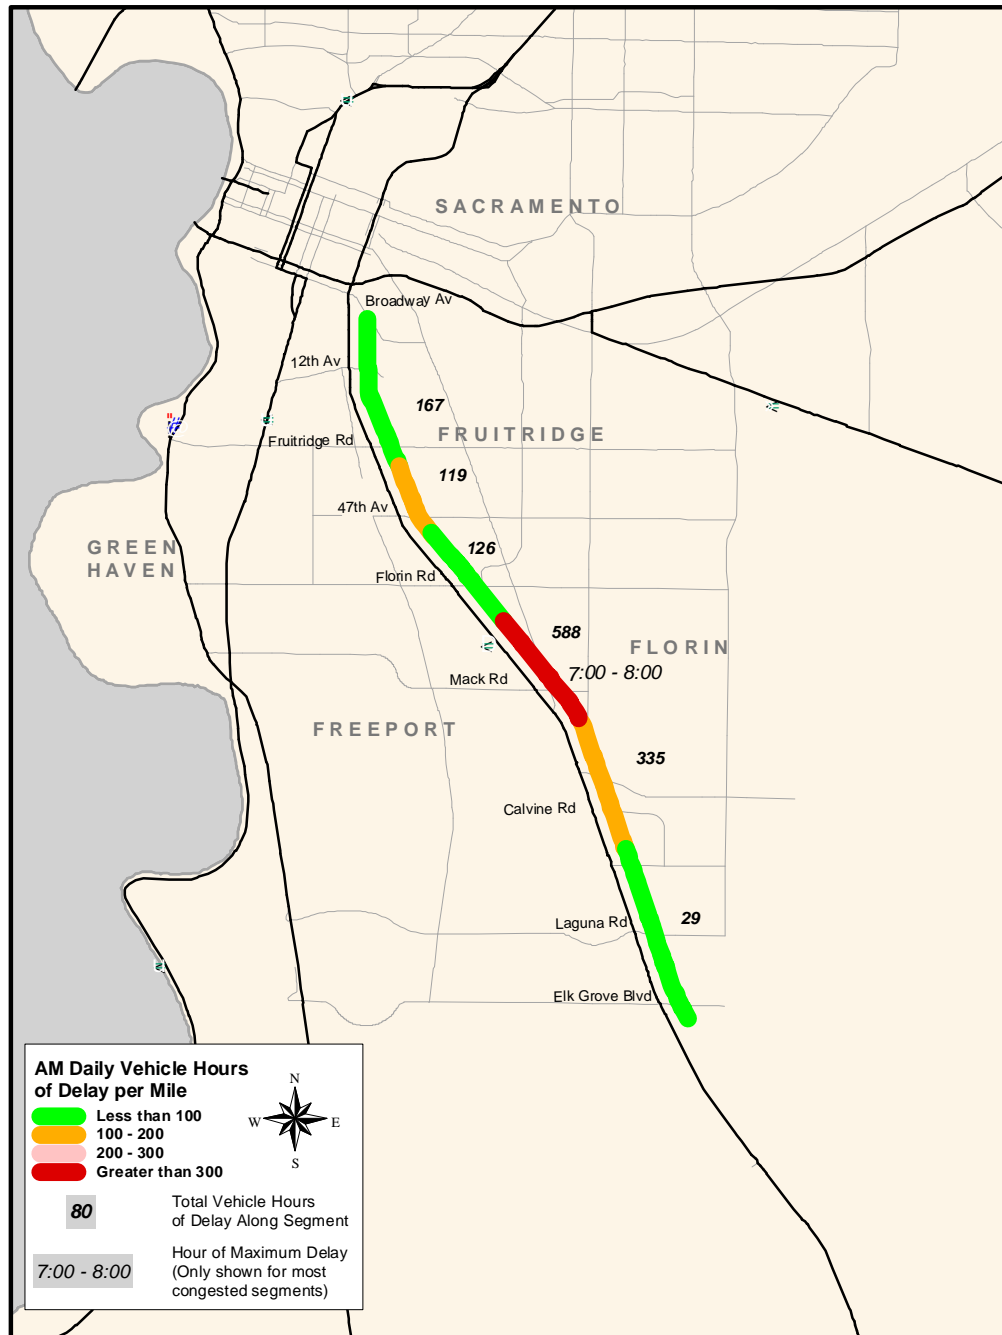 SACRAMENTO
Broadway Av
12th Av
167
Fruitridge Rd
FRUITRIDGE
119
47th Av
126
GREEN
HAVEN
Florin Rd
588
FLORIN
7:00 - 8:00
Mack Rd
FREEPORT
335
Calvine Rd
29
Laguna Rd
Elk Grove Blvd
AM Daily Vehicle Hours
of Delay per Mile
N
W E
S
Less than 100
100 - 200
200 - 300
Greater than 300
80
Total Vehicle Hours
of Delay Along Segment
7:00 - 8:00
Hour of Maximum Delay
(Only shown for most
congested segments)